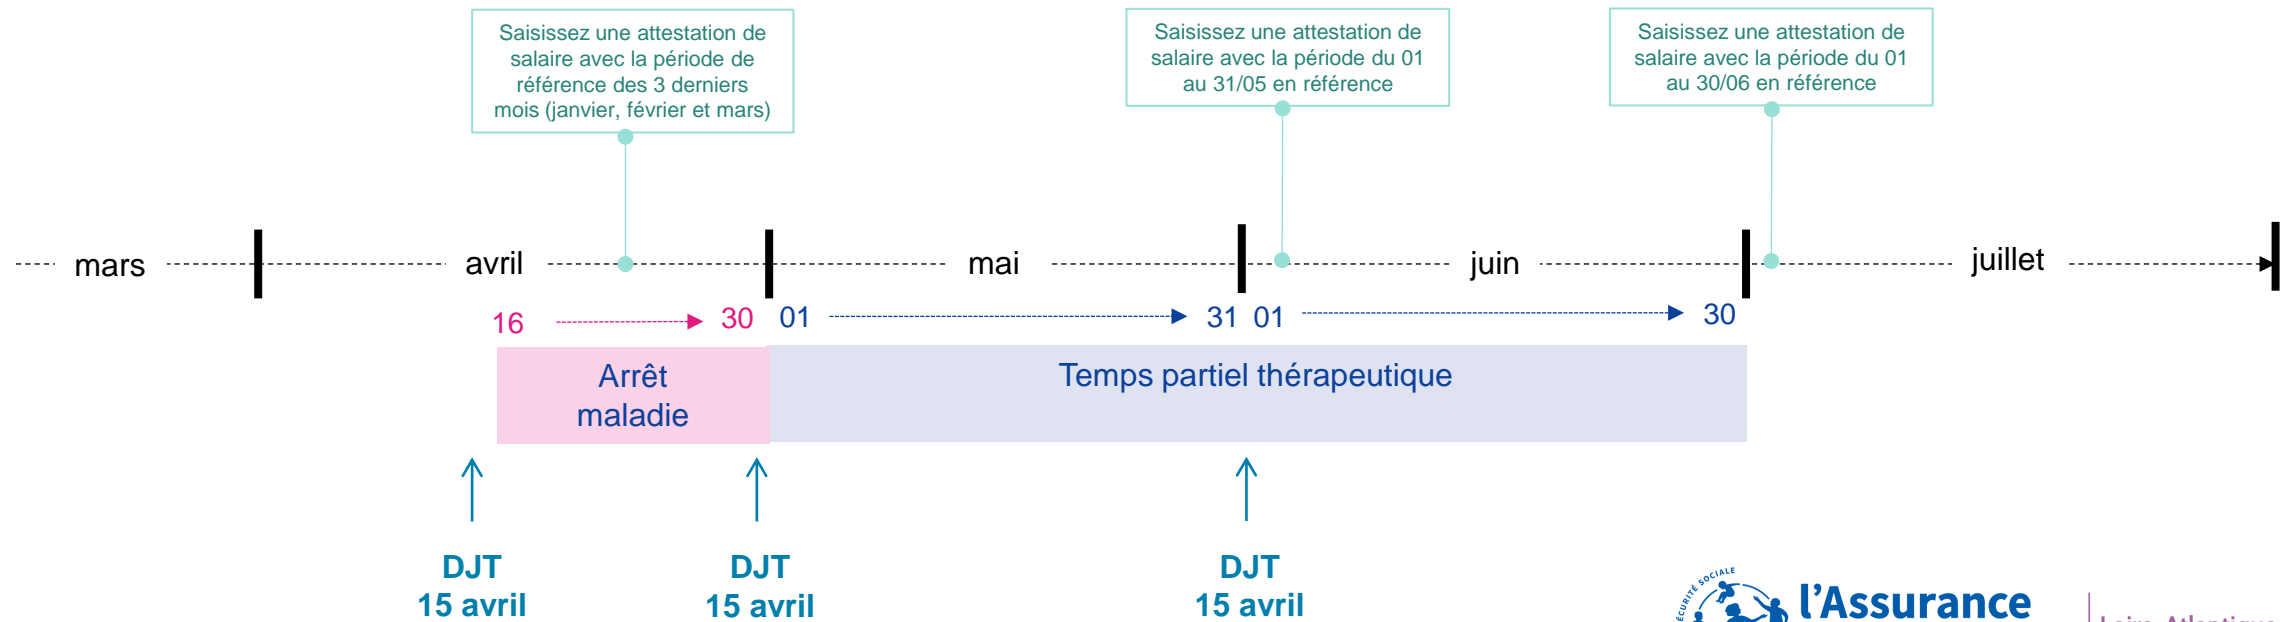 Saisissez une attestation de
salaire avec la période de
référence des 3 derniers
mois (janvier, février et mars)
Saisissez une attestation de
salaire avec la période du 01
au 31/05 en référence
Saisissez une attestation de
salaire avec la période du 01
au 30/06 en référence
mars
avril
mai
juin
juillet
16
30
01
31
01
30
Arrêt
maladie
Temps partiel thérapeutique
DJT
15 avril
DJT
15 avril
DJT
15 avril
SÉCURITÉ SOCIALE
l'Assurance
Loire-Atlantique